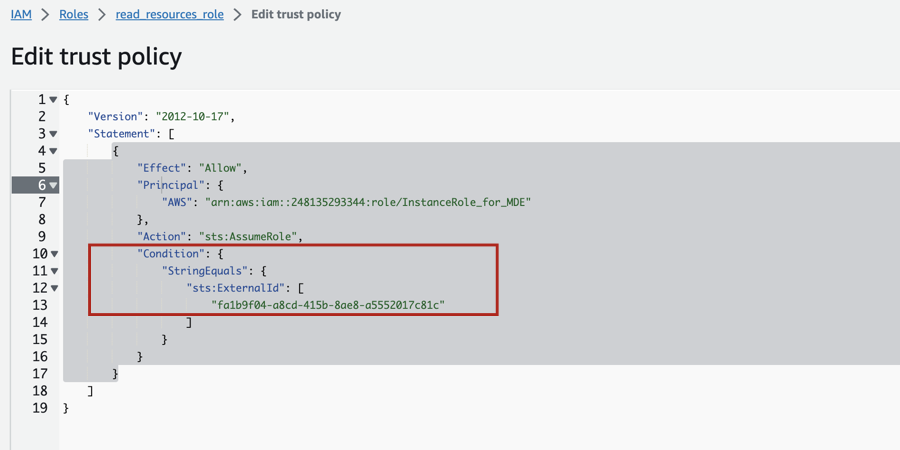 IAM > Roles > read_resources_role > Edit trust policy
Edit trust policy
1 {
2 "Version": "2012-10-17",
3 "Statement": [
4 {
5 "Effect": "Allow",
6 "Principal": {
7 "AWS": "arn:aws:iam::248135293344:role/InstanceRole_for_MDE"
8 },
9 "Action": "sts:AssumeRole",
10 "Condition": {
11 "StringEquals": {
12 "sts:ExternalId": [
13 "fa1b9f04-a8cd-415b-8ae8-a5552017c81c"
14 ]
15 }
16 }
17 }
18 ]
19 }